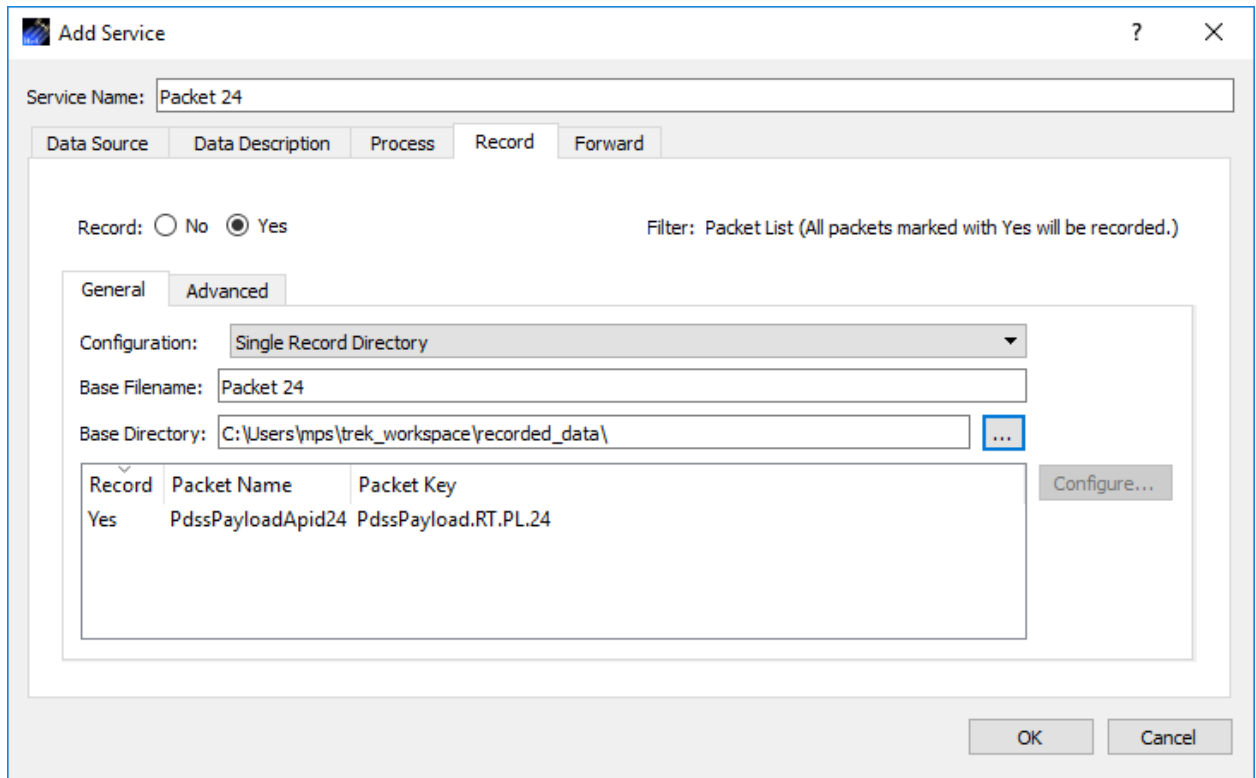 Add Service
? 
Service Name: Packet 24
Data Source Data Description Process Record Forward
Record: No Yes Filter: Packet List (All packets marked with Yes will be recorded.)
General Advanced
Configuration: Single Record Directory
Base Filename: Packet 24
Base Directory: C:\Users\mps\trek_workspace\recorded_data\ ...
Record Packet Name Packet Key Configure...
Yes PdssPayloadApid24 PdssPayload.RT.PL.24
OK Cancel